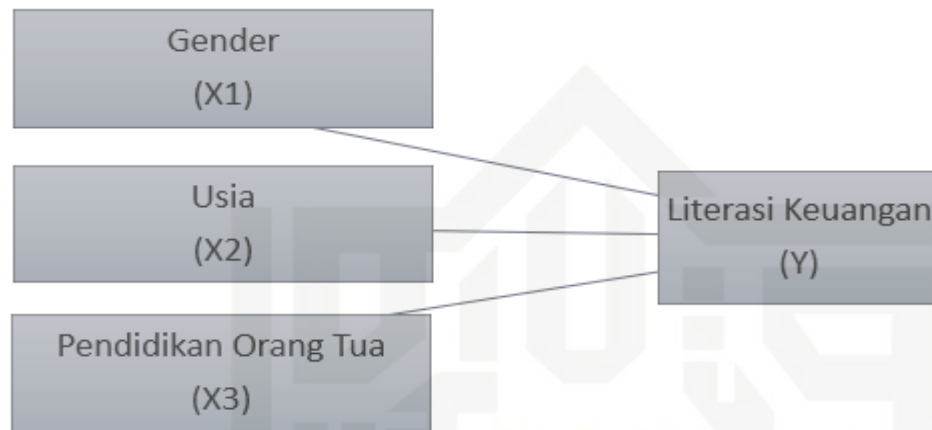 Gender
(X1)
Usia
(X2)
Pendidikan Orang Tua
(X3)
Literasi Keuangan
(Y)